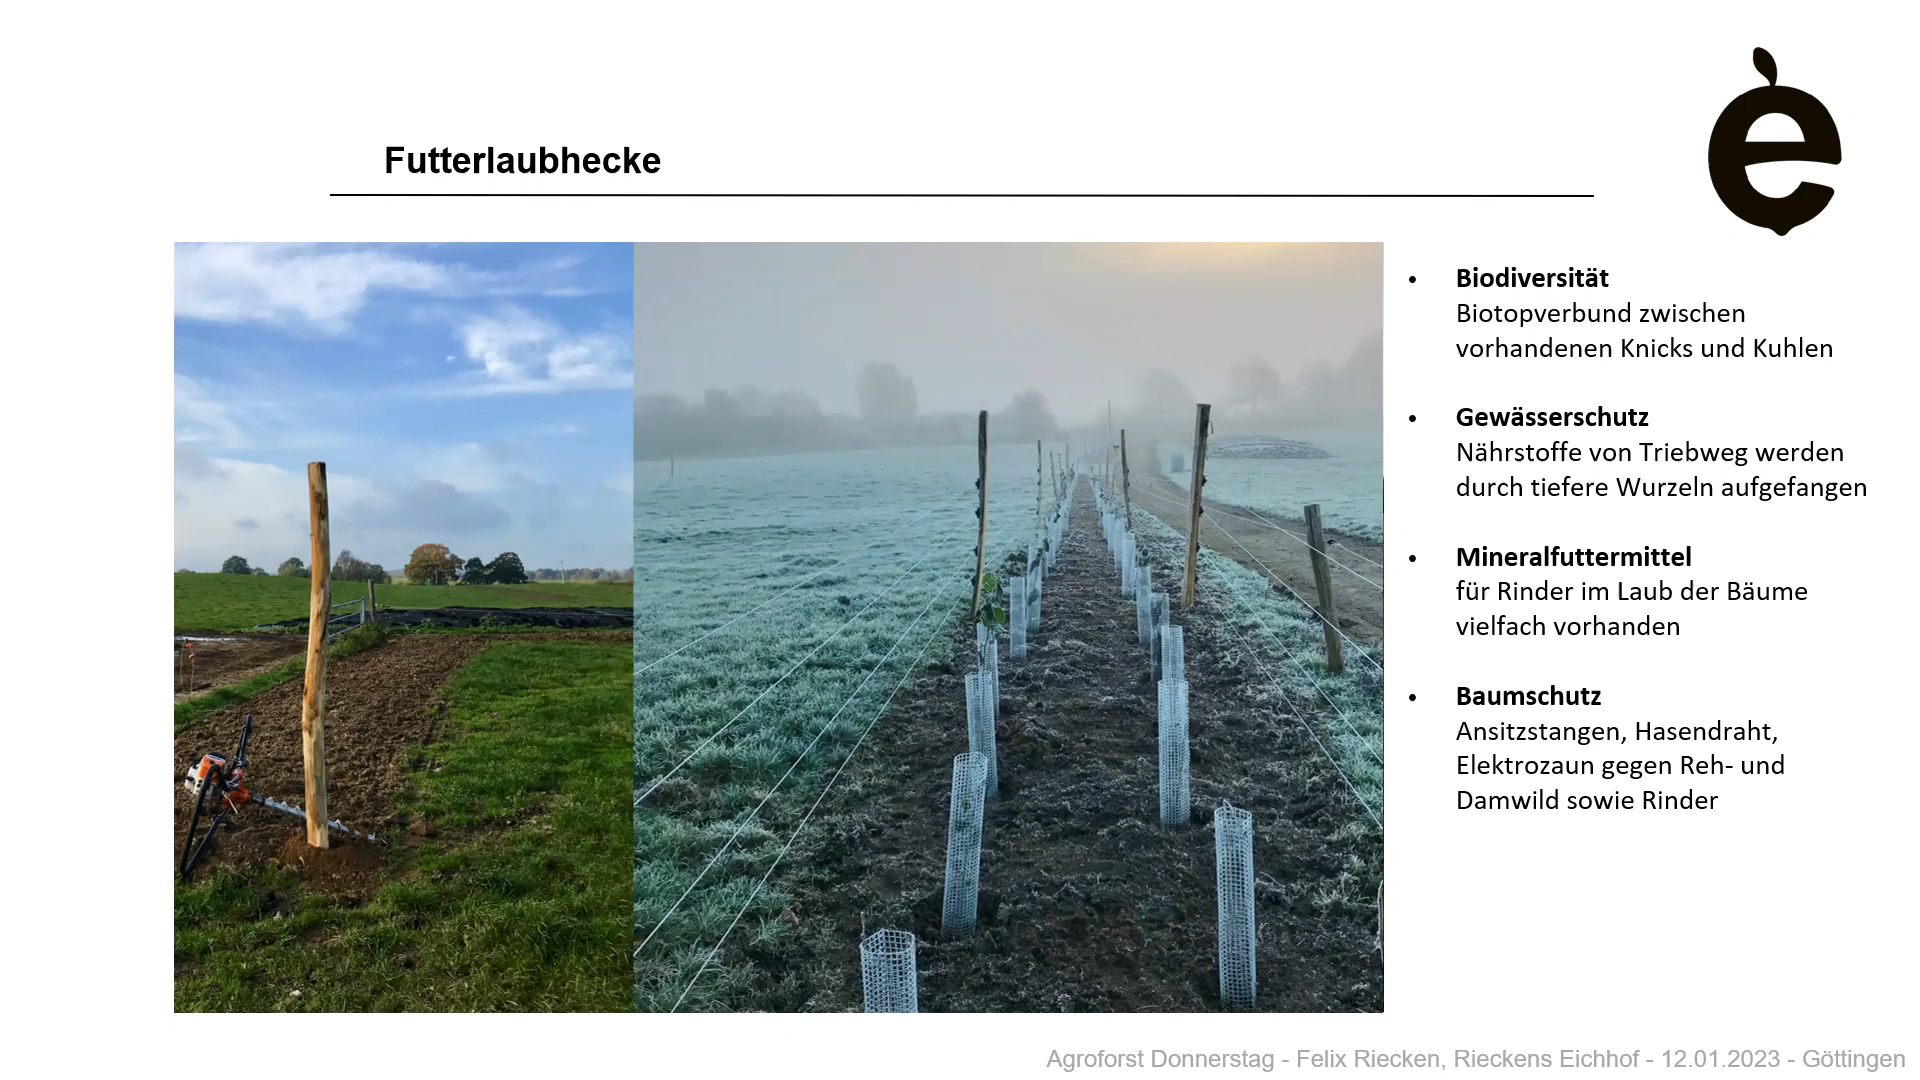 Futterlaubhecke
• Biodiversität
Biotopverbund zwischen
vorhandenen Knicks und Kuhlen
• Gewässerschutz
Nährstoffe von Triebweg werden
durch tiefere Wurzeln aufgefangen
• Mineralfuttermittel
für Rinder im Laub der Bäume
vielfach vorhanden
• Baumschutz
Ansitzstangen, Hasendraht,
Elektrozaun gegen Reh- und
Damwild sowie Rinder
Agroforst Donnerstag - Felix Riecken, Rieckens Eichhof - 12.01.2023 - Göttingen